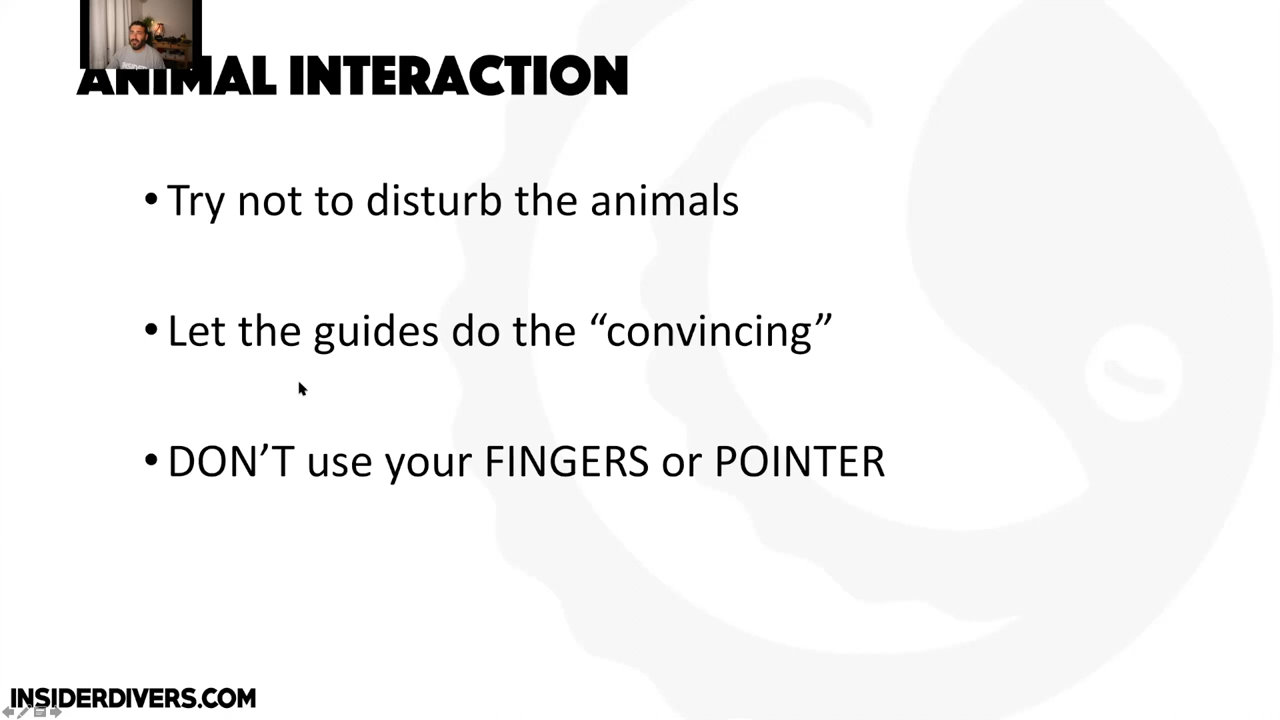 ANIMAL INTERACTION
• Try not to disturb the animals
• Let the guides do the “convincing”
• DON’T use your FINGERS or POINTER
INSIDERDIVERS.COM